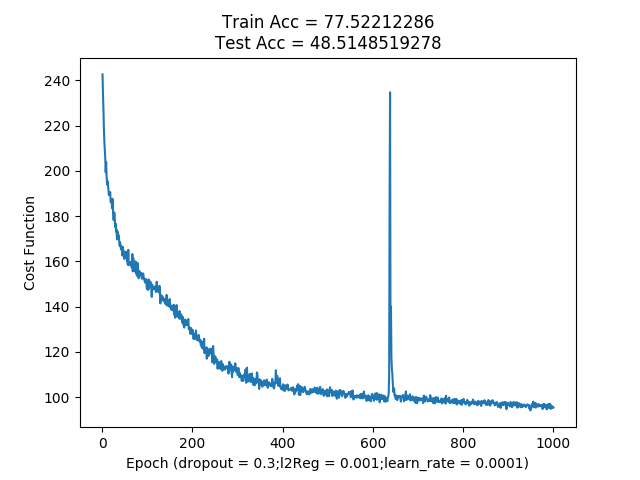 Train Acc = 77.52212286
Test Acc = 48.5148519278
240
220
200
180
160
140
120
100
Cost Function
0 200 400 600 800 1000
Epoch (dropout = 0.3;l2Reg = 0.001;learn_rate = 0.0001)